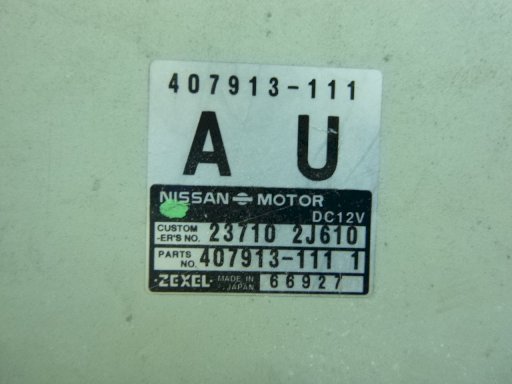 407913-111
A U
NISSAN MOTOR
DC12V
CUSTOM
-ER'S NO. 23710 2J610
PARTS
NO. 407913-111 1
ZEXEL MADE IN
JAPAN 66927